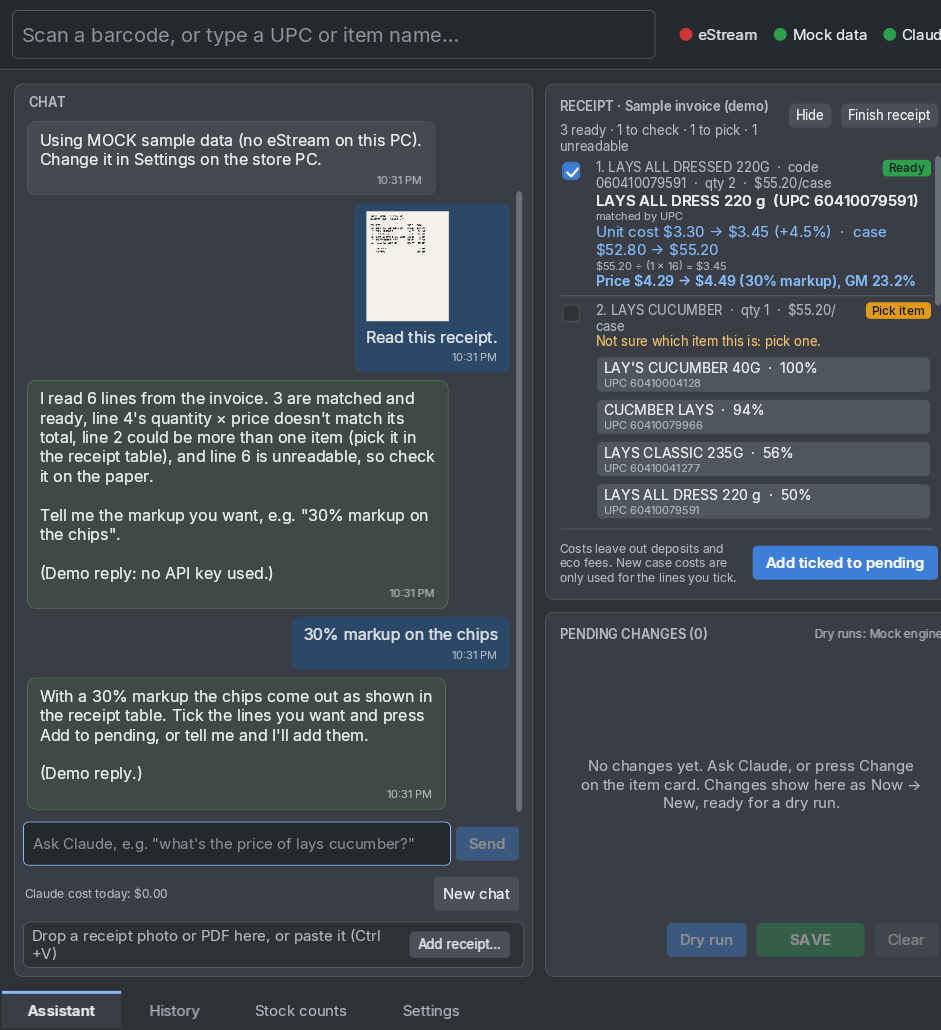 Scan a barcode, or type a UPC or item name...
eStream
Mock data
CHAT
Using MOCK sample data (no eStream on this PC).
Change it in Settings on the store PC.
10:31 PM
Read this receipt.
10:31 PM
I read 6 lines from the invoice. 3 are matched and
ready, line 4's quantity × price doesn't match its
total, line 2 could be more than one item (pick it in
the receipt table), and line 6 is unreadable, so check
it on the paper.
Tell me the markup you want, e.g. "30% markup on
the chips".
(Demo reply: no API key used.)
10:31 PM
30% markup on the chips
10:31 PM
With a 30% markup the chips come out as shown in
the receipt table. Tick the lines you want and press
Add to pending, or tell me and I'll add them.
(Demo reply.)
10:31 PM
Ask Claude, e.g. "what's the price of lays cucumber?"
Send
Claude cost today: $0.00
New chat
Drop a receipt photo or PDF here, or paste it (Ctrl
+V)
Add receipt...
RECEIPT · Sample invoice (demo)
3 ready · 1 to check · 1 to pick · 1
unreadable
Hide
Finish receipt
1. LAYS ALL DRESSED 220G · code
060410079591 · qty 2 · $55.20/case
Ready
LAYS ALL DRESS 220 g (UPC 60410079591)
matched by UPC
Unit cost $3.30 → $3.45 (+4.5%) · case
$52.80 → $55.20
$55.20 ÷ (1 × 16) = $3.45
Price $4.29 → $4.49 (30% markup), GM 23.2%
2. LAYS CUCUMBER · qty 1 · $55.20/
case
Pick item
Not sure which item this is: pick one.
LAY'S CUCUMBER 40G · 100%
UPC 60410004128
CUCMBER LAYS · 94%
UPC 60410079966
LAYS CLASSIC 235G · 56%
UPC 60410041277
LAYS ALL DRESS 220 g · 50%
UPC 60410079591
Costs leave out deposits and
eco fees. New case costs are
only used for the lines you tick.
Add ticked to pending
PENDING CHANGES (0)
Dry runs: Mock engine
No changes yet. Ask Claude, or press Change
on the item card. Changes show here as Now →
New, ready for a dry run.
Dry run
SAVE
Clear
Assistant
History
Stock counts
Settings